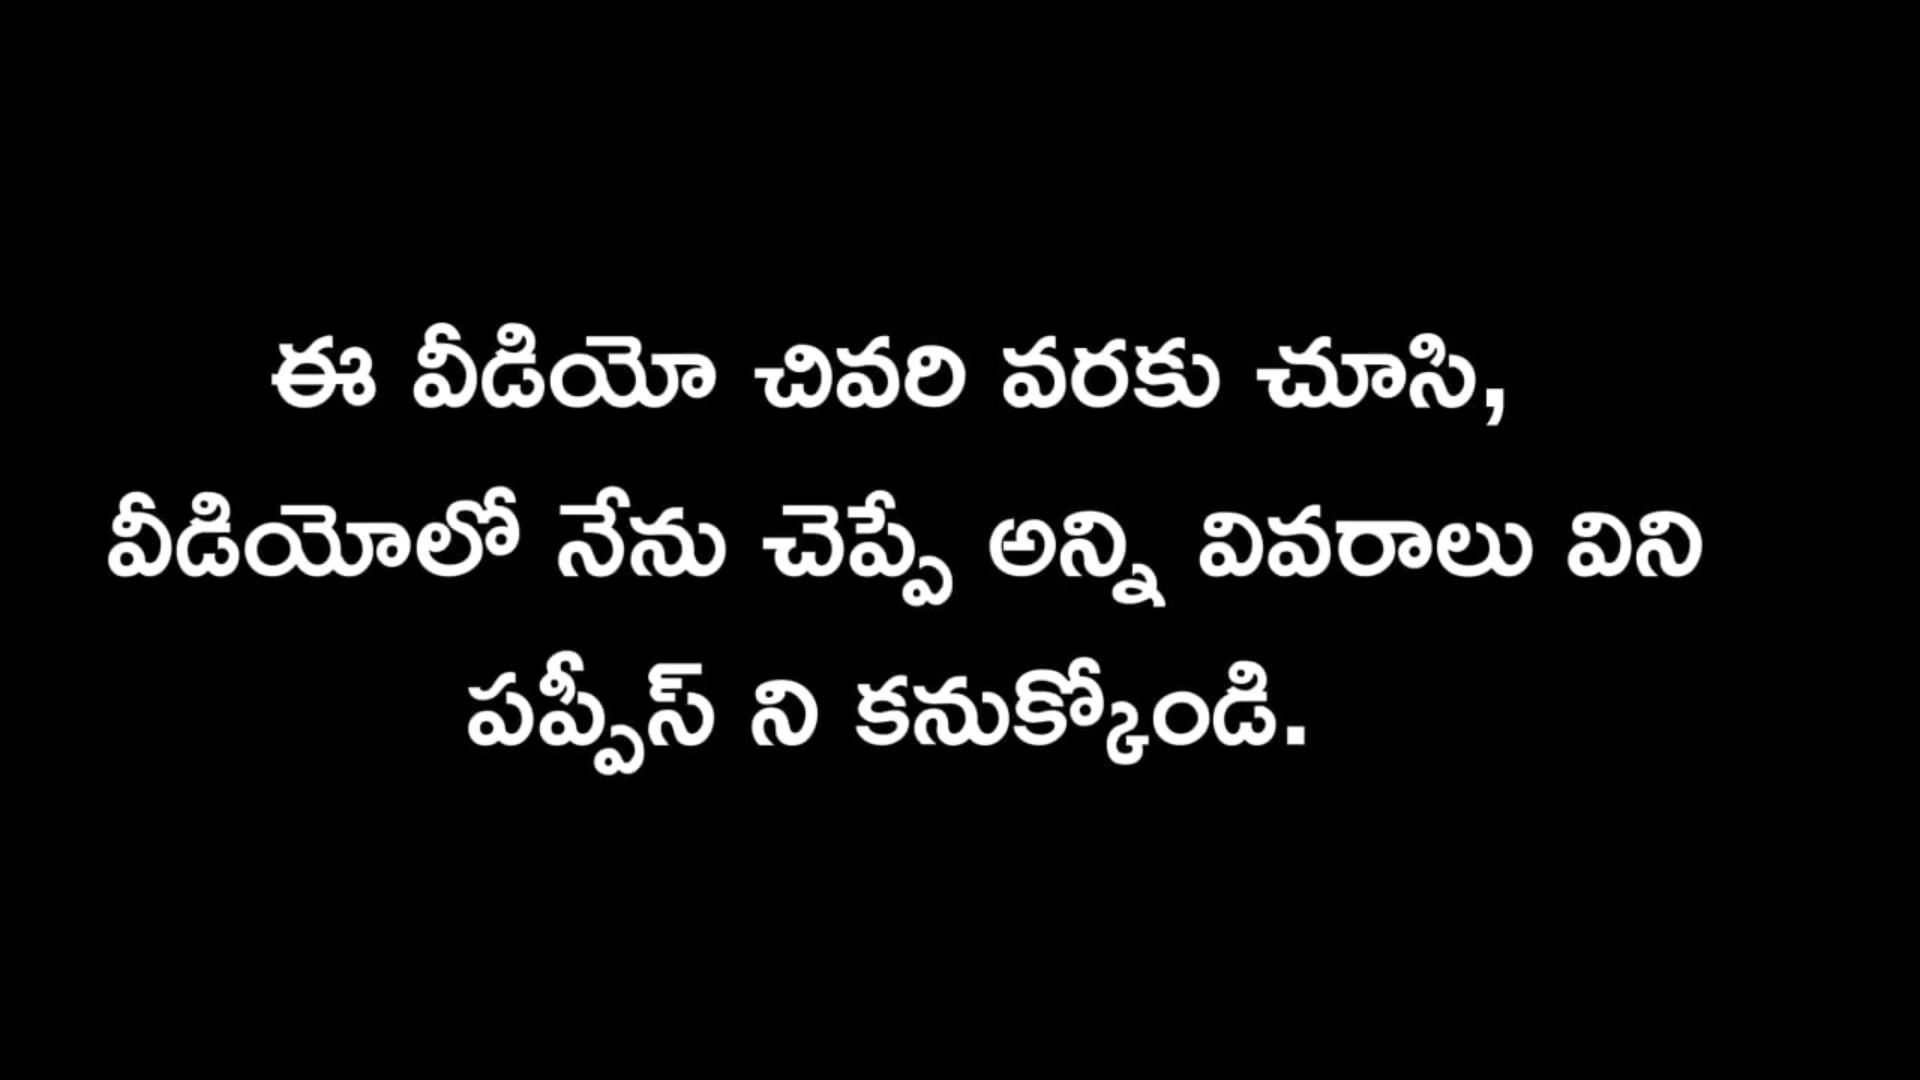 ఈ వీడియో చివరి వరకు చూసి,
వీడియోలో నేను చెప్పే అన్ని వివరాలు విని
పప్పీస్ ని కనుక్కోండి.